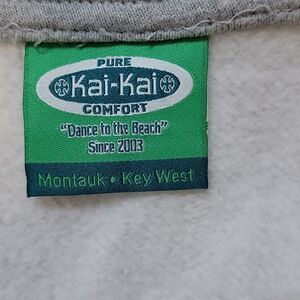 PURE
Kai-Kai
COMFORT
"Dance to the Beach"
Since 2003
Montauk • Key West